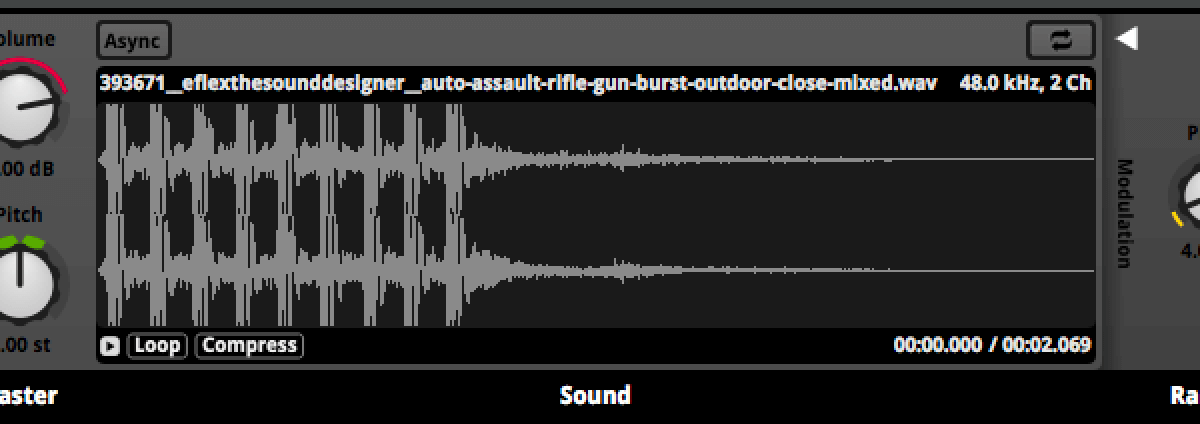 olume
Async
393671__eflexthesounddesigner__auto-assault-rifle-gun-burst-outdoor-close-mixed.wav 48.0 kHz, 2 Ch
.00 dB
Pitch
.00 st
Loop Compress 00:00.000 / 00:02.069
Modulation
P
4.
aster Sound Ra